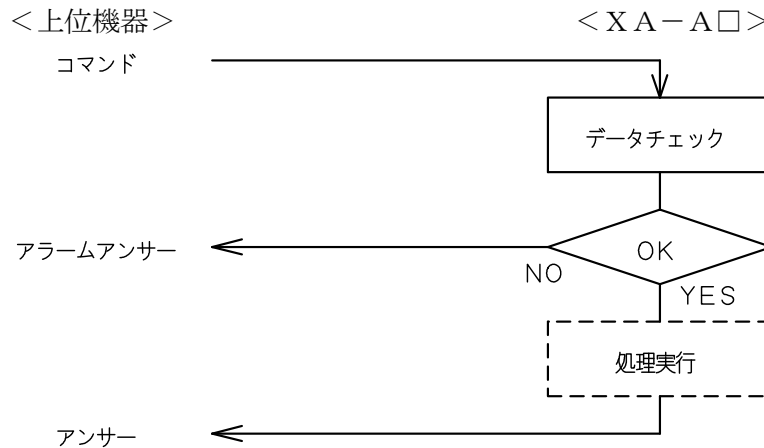 ＜上位機器＞ ＜ＸＡ－Ａ□＞
コマンド
データチェック
アラームアンサー
OK
NO
YES
処理実行
アンサー